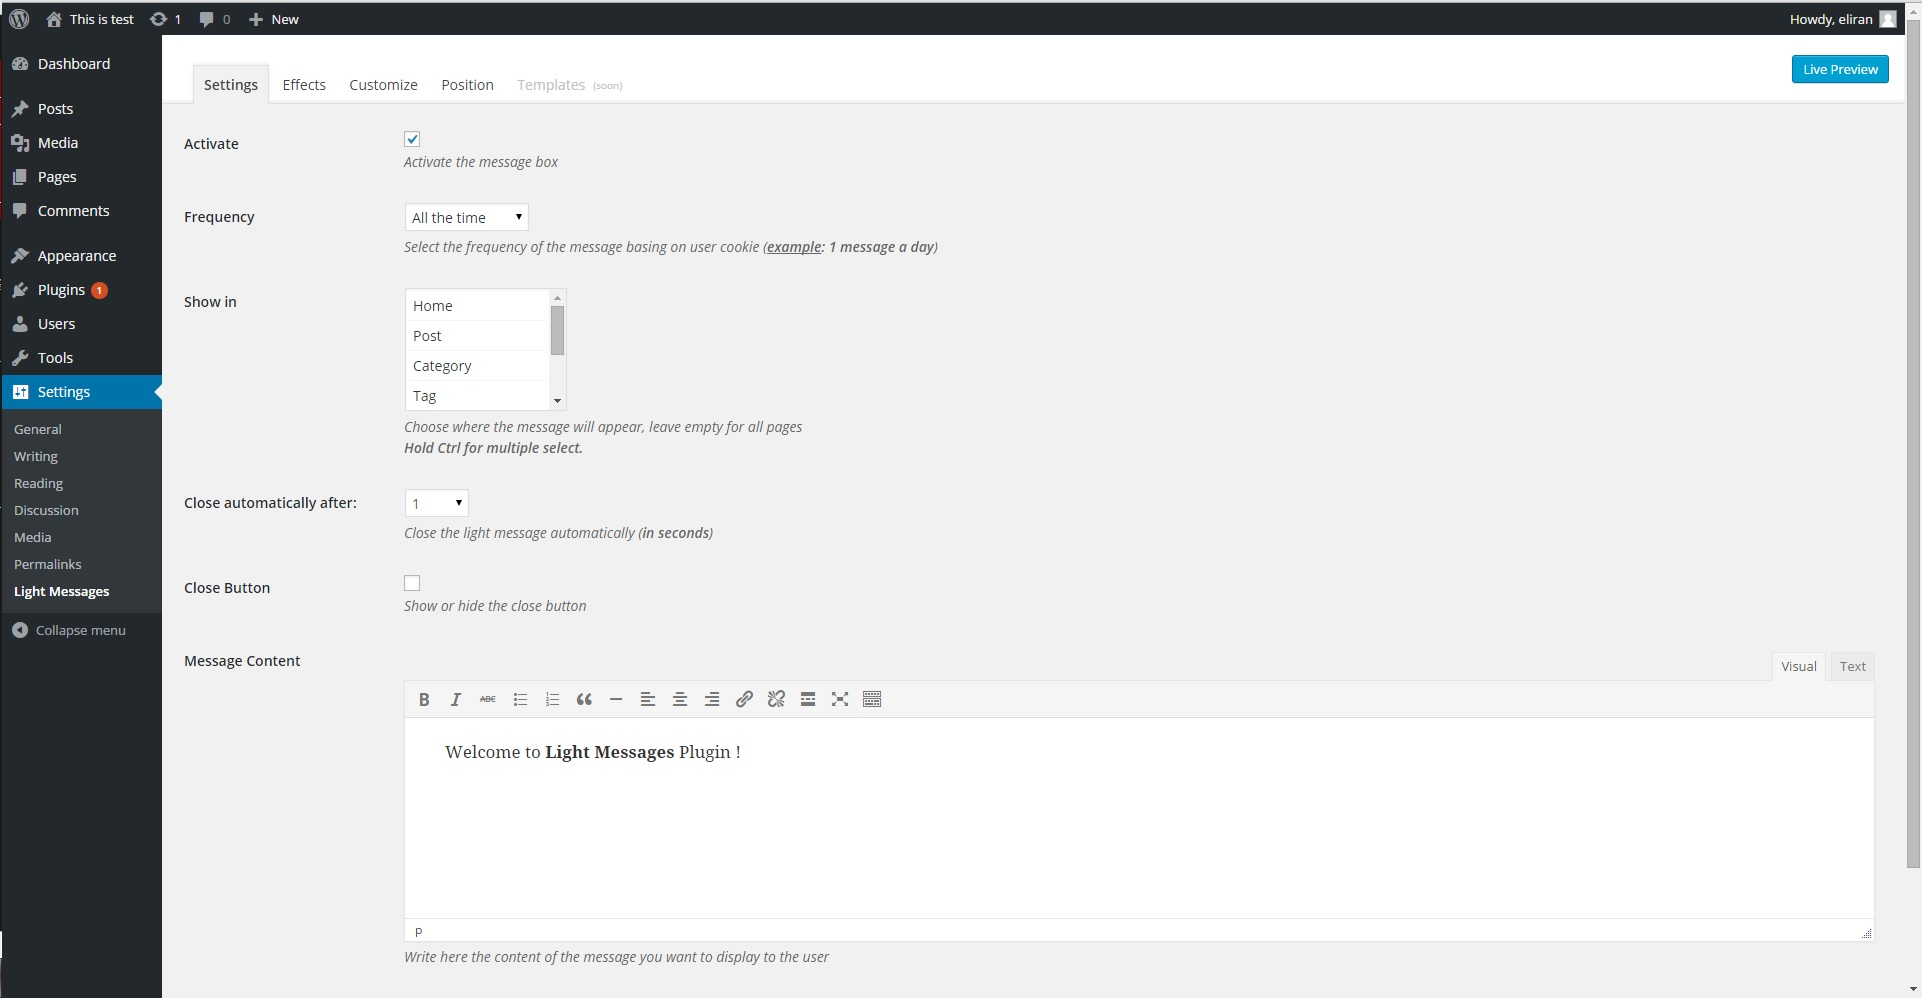 This is test 1 0 New Howdy, eliran
Dashboard
Posts
Media
Pages
Comments
Appearance
Plugins 1
Users
Tools
Settings
General
Writing
Reading
Discussion
Media
Permalinks
Light Messages
Collapse menu
Settings Effects Customize Position Templates (soon)
Live Preview
Activate
Activate the message box
Frequency
All the time
Select the frequency of the message basing on user cookie (example: 1 message a day)
Show in
Home
Post
Category
Tag
Choose where the message will appear, leave empty for all pages
Hold Ctrl for multiple select.
Close automatically after:
1
Close the light message automatically (in seconds)
Close Button
Show or hide the close button
Message Content
Visual Text
B I ABC
Welcome to Light Messages Plugin !
p
Write here the content of the message you want to display to the user